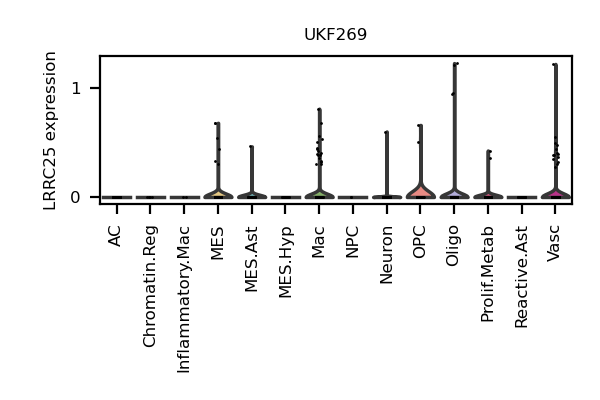 UKF269
LRRC25 expression
1
0
AC
Chromatin.Reg
Inflammatory.Mac
MES
MES.Ast
MES.Hyp
Mac
NPC
Neuron
OPC
Oligo
Prolif.Metab
Reactive.Ast
Vasc